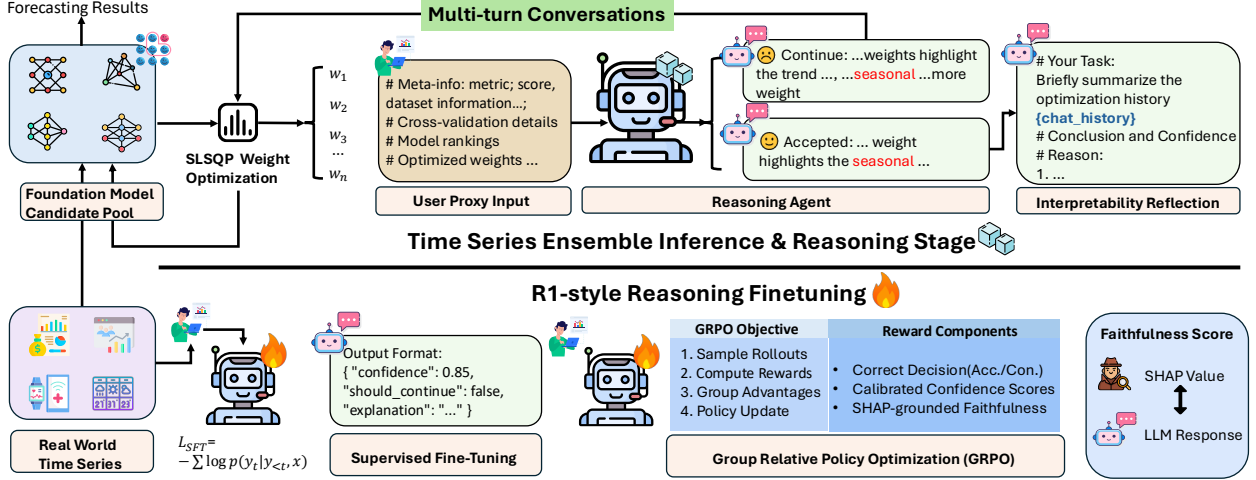 Forecasting Results
Multi-turn Conversations
Foundation Model
Candidate Pool
SLSQP Weight
Optimization
w₁
w₂
w₃
...
wₙ
# Meta-info: metric; score,
dataset information...;
# Cross-validation details
# Model rankings
# Optimized weights ...
User Proxy Input
Continue: ...weights highlight
the trend ..., ...seasonal ...more
weight
Accepted: ... weight
highlights the seasonal ...
Reasoning Agent
# Your Task:
Briefly summarize the
optimization history
{chat_history}
# Conclusion and Confidence
# Reason:
1. ...
Interpretability Reflection
Time Series Ensemble Inference & Reasoning Stage
R1-style Reasoning Finetuning
Real World
Time Series
L_SFT=
− ∑ log p(y_t|y_{<t}, x)
Output Format:
{ "confidence": 0.85,
"should_continue": false,
"explanation": "..." }
Supervised Fine-Tuning
GRPO Objective
1. Sample Rollouts
2. Compute Rewards
3. Group Advantages
4. Policy Update
Reward Components
• Correct Decision(Acc./Con.)
• Calibrated Confidence Scores
• SHAP-grounded Faithfulness
Group Relative Policy Optimization (GRPO)
Faithfulness Score
SHAP Value
LLM Response